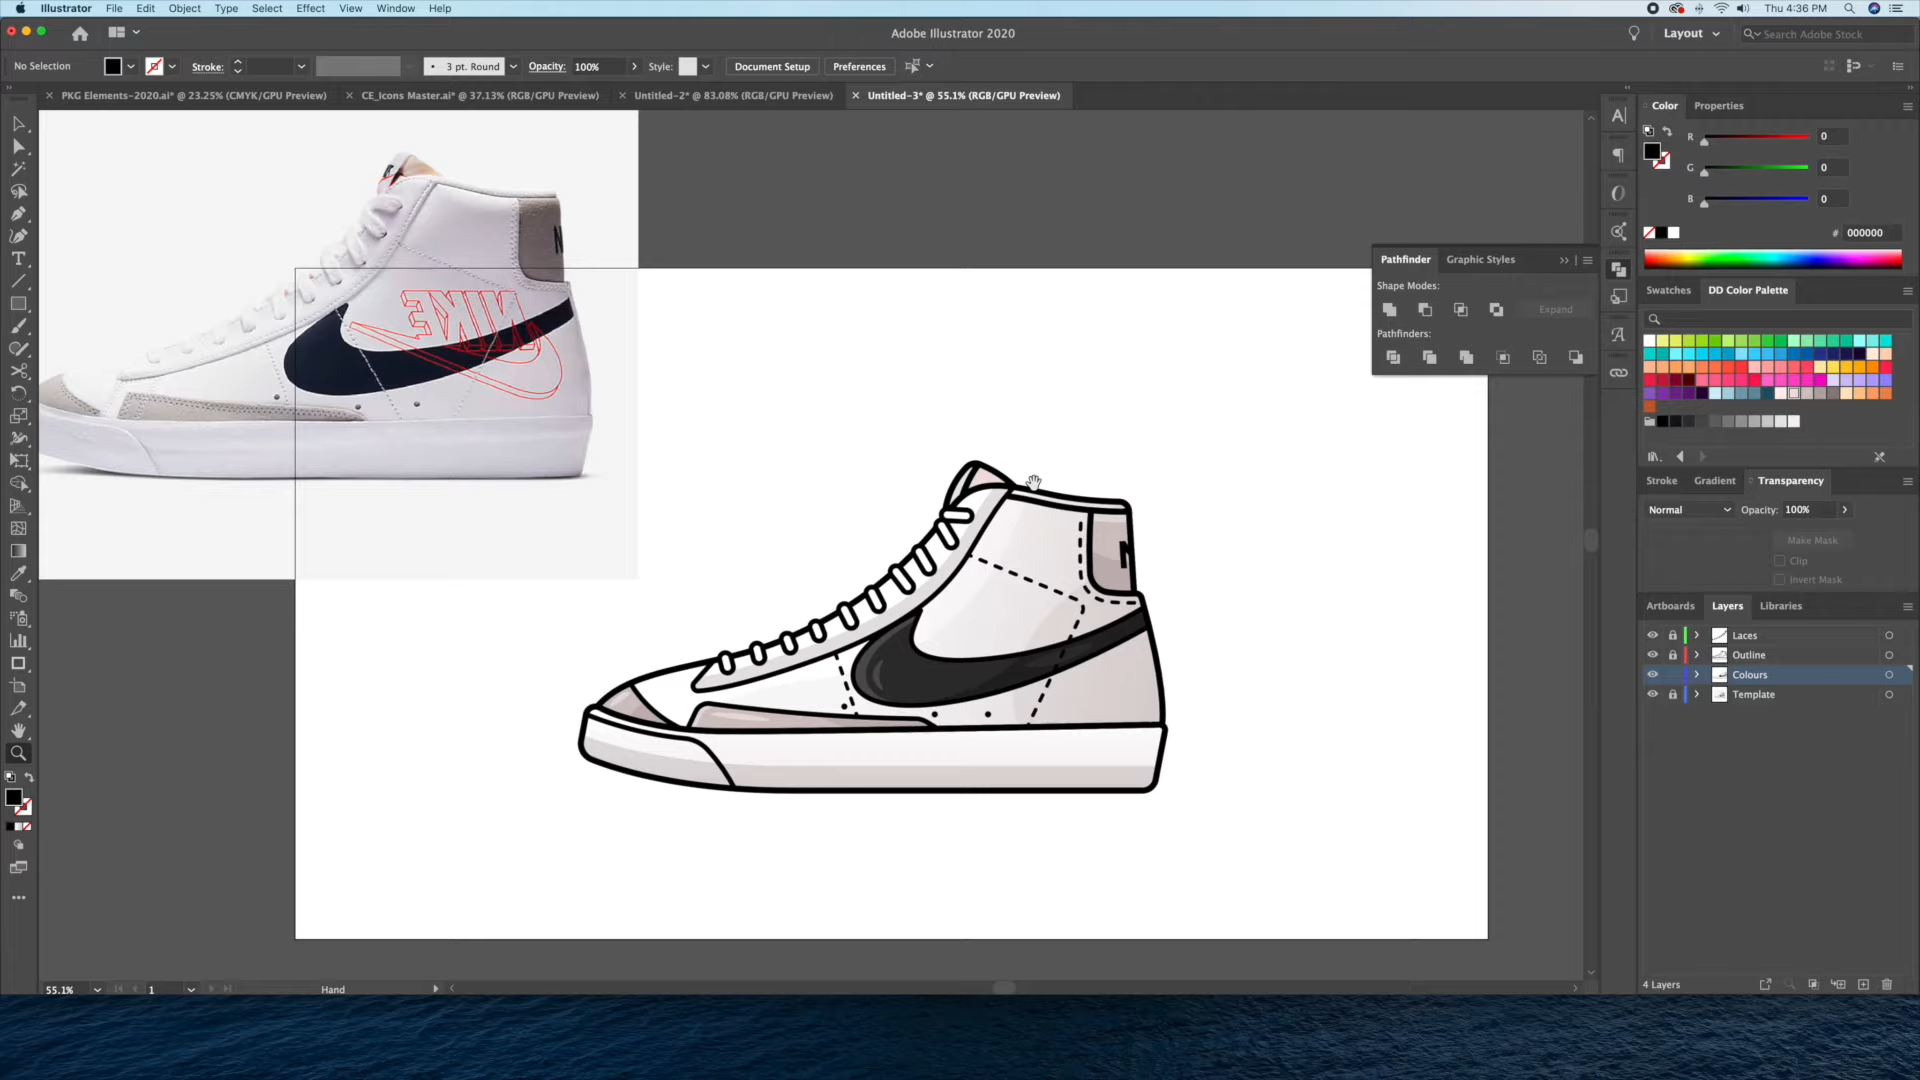 Illustrator File Edit Object Type Select Effect View Window Help
Thu 4:36 PM
Adobe Illustrator 2020
Layout
Search Adobe Stock
No Selection
Stroke:
3 pt. Round
Opacity: 100%
Style:
Document Setup
Preferences
PKG Elements-2020.ai* @ 23.25% (CMYK/GPU Preview)
CE_Icons Master.ai* @ 37.13% (RGB/GPU Preview)
Untitled-2* @ 83.08% (RGB/GPU Preview)
Untitled-3* @ 55.1% (RGB/GPU Preview)
Color Properties
R 0
G 0
B 0
# 000000
Pathfinder Graphic Styles
Shape Modes:
Expand
Pathfinders:
Swatches DD Color Palette
NIKE
N
N
Stroke Gradient Transparency
Normal Opacity: 100%
Make Mask
Clip
Invert Mask
Artboards Layers Libraries
Laces
Outline
Colours
Template
4 Layers
55.1%
1
Hand